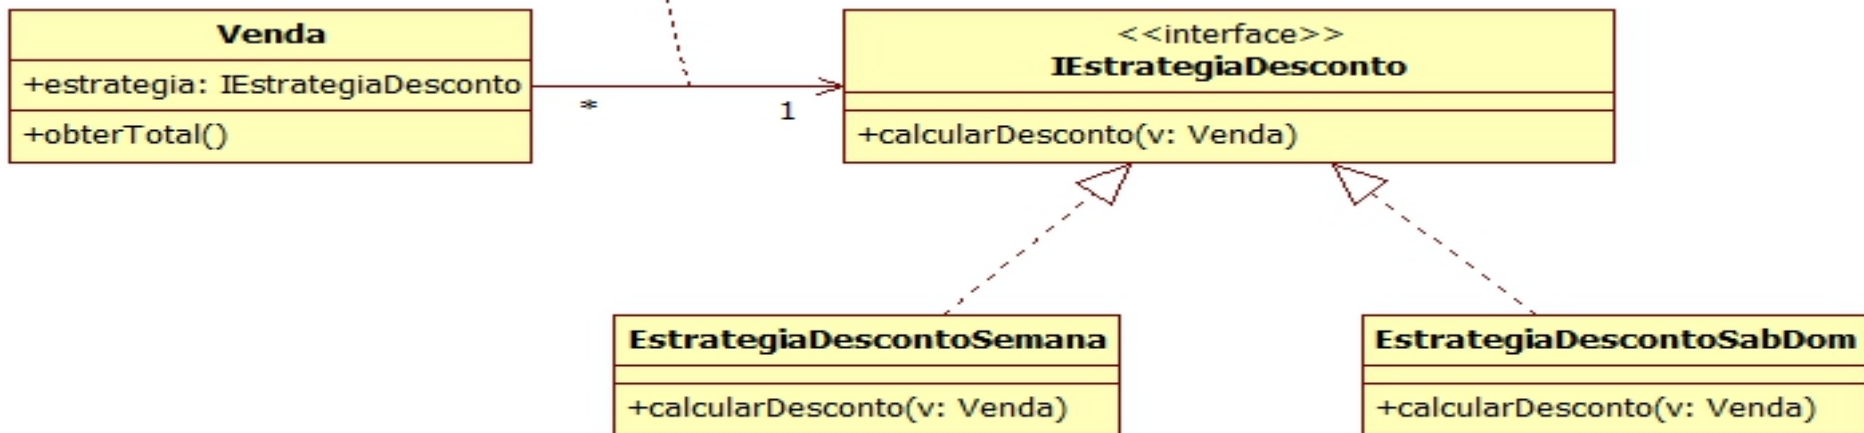 Venda
+estrategia: IEstrategiaDesconto
+obterTotal()
*
1
<<interface>>
IEstrategiaDesconto
+calcularDesconto(v: Venda)
EstrategiaDescontoSemana
+calcularDesconto(v: Venda)
EstrategiaDescontoSabDom
+calcularDesconto(v: Venda)